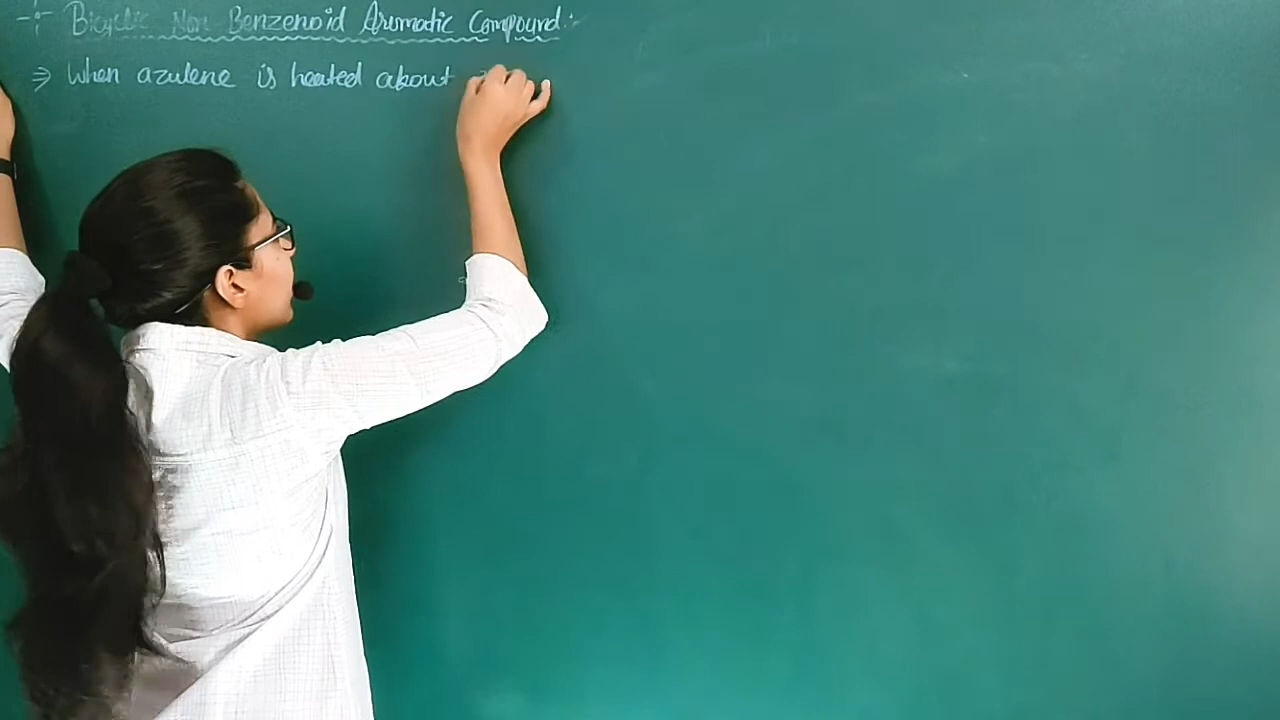 -:- Bicyclic Non Benzenoid Aromatic Compound :-
⇒ When azulene is heated about